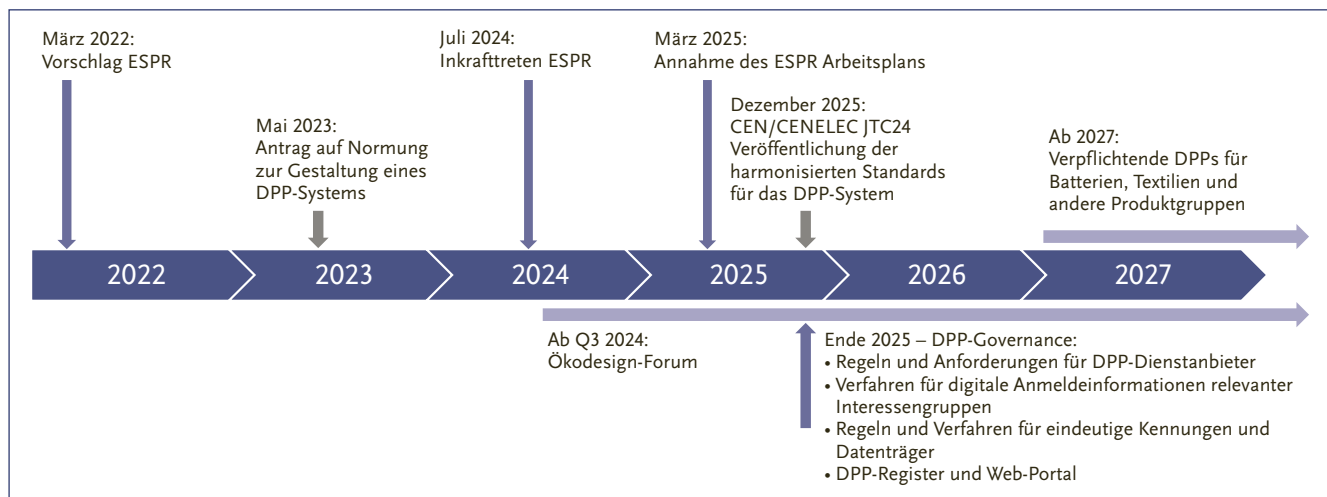 März 2022:
Vorschlag ESPR
Juli 2024:
Inkrafttreten ESPR
März 2025:
Annahme des ESPR Arbeitsplans
Mai 2023:
Antrag auf Normung
zur Gestaltung eines
DPP-Systems
Dezember 2025:
CEN/CENELEC JTC24
Veröffentlichung der
harmonisierten Standards
für das DPP-System
Ab 2027:
Verpflichtende DPPs für
Batterien, Textilien und
andere Produktgruppen
2022
2023
2024
2025
2026
2027
Ab Q3 2024:
Ökodesign-Forum
Ende 2025 – DPP-Governance:
• Regeln und Anforderungen für DPP-Dienstanbieter
• Verfahren für digitale Anmeldeinformationen relevanter
Interessengruppen
• Regeln und Verfahren für eindeutige Kennungen und
Datenträger
• DPP-Register und Web-Portal